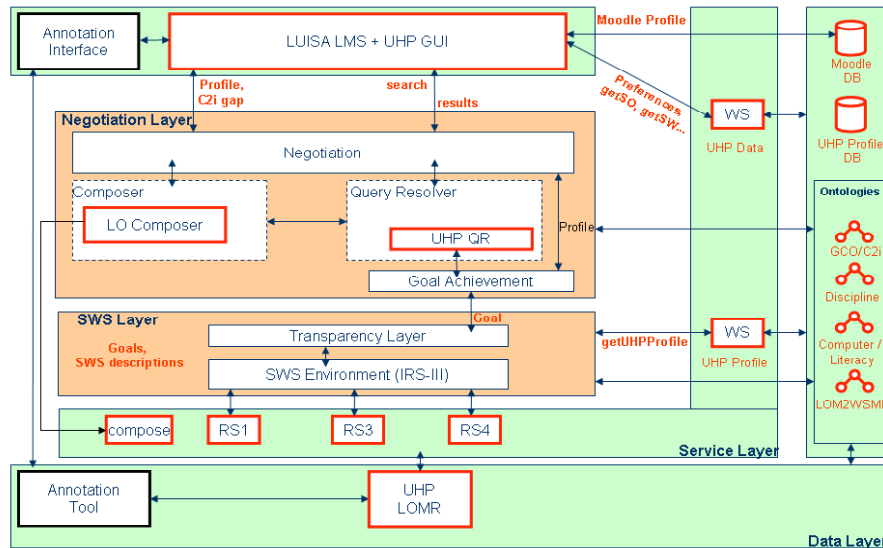 Annotation
Interface
LUISA LMS + UHP GUI
Moodle Profile
Moodle
DB
Profile,
C2i gap
search
results
Preferences,
getSO, getSW...
WS
UHP Data
UHP Profile
DB
Negotiation Layer
Negotiation
Composer
LO Composer
Query Resolver
UHP QR
Profile
Goal Achievement
Ontologies
GCO/C2i
Discipline
Computer /
Literacy
LOM2WSML
SWS Layer
Goal
Goals,
SWS descriptions
Transparency Layer
SWS Environment (IRS-III)
getUHPProfile
WS
UHP Profile
compose
RS1
RS3
RS4
Service Layer
Annotation
Tool
UHP
LOMR
Data Layer